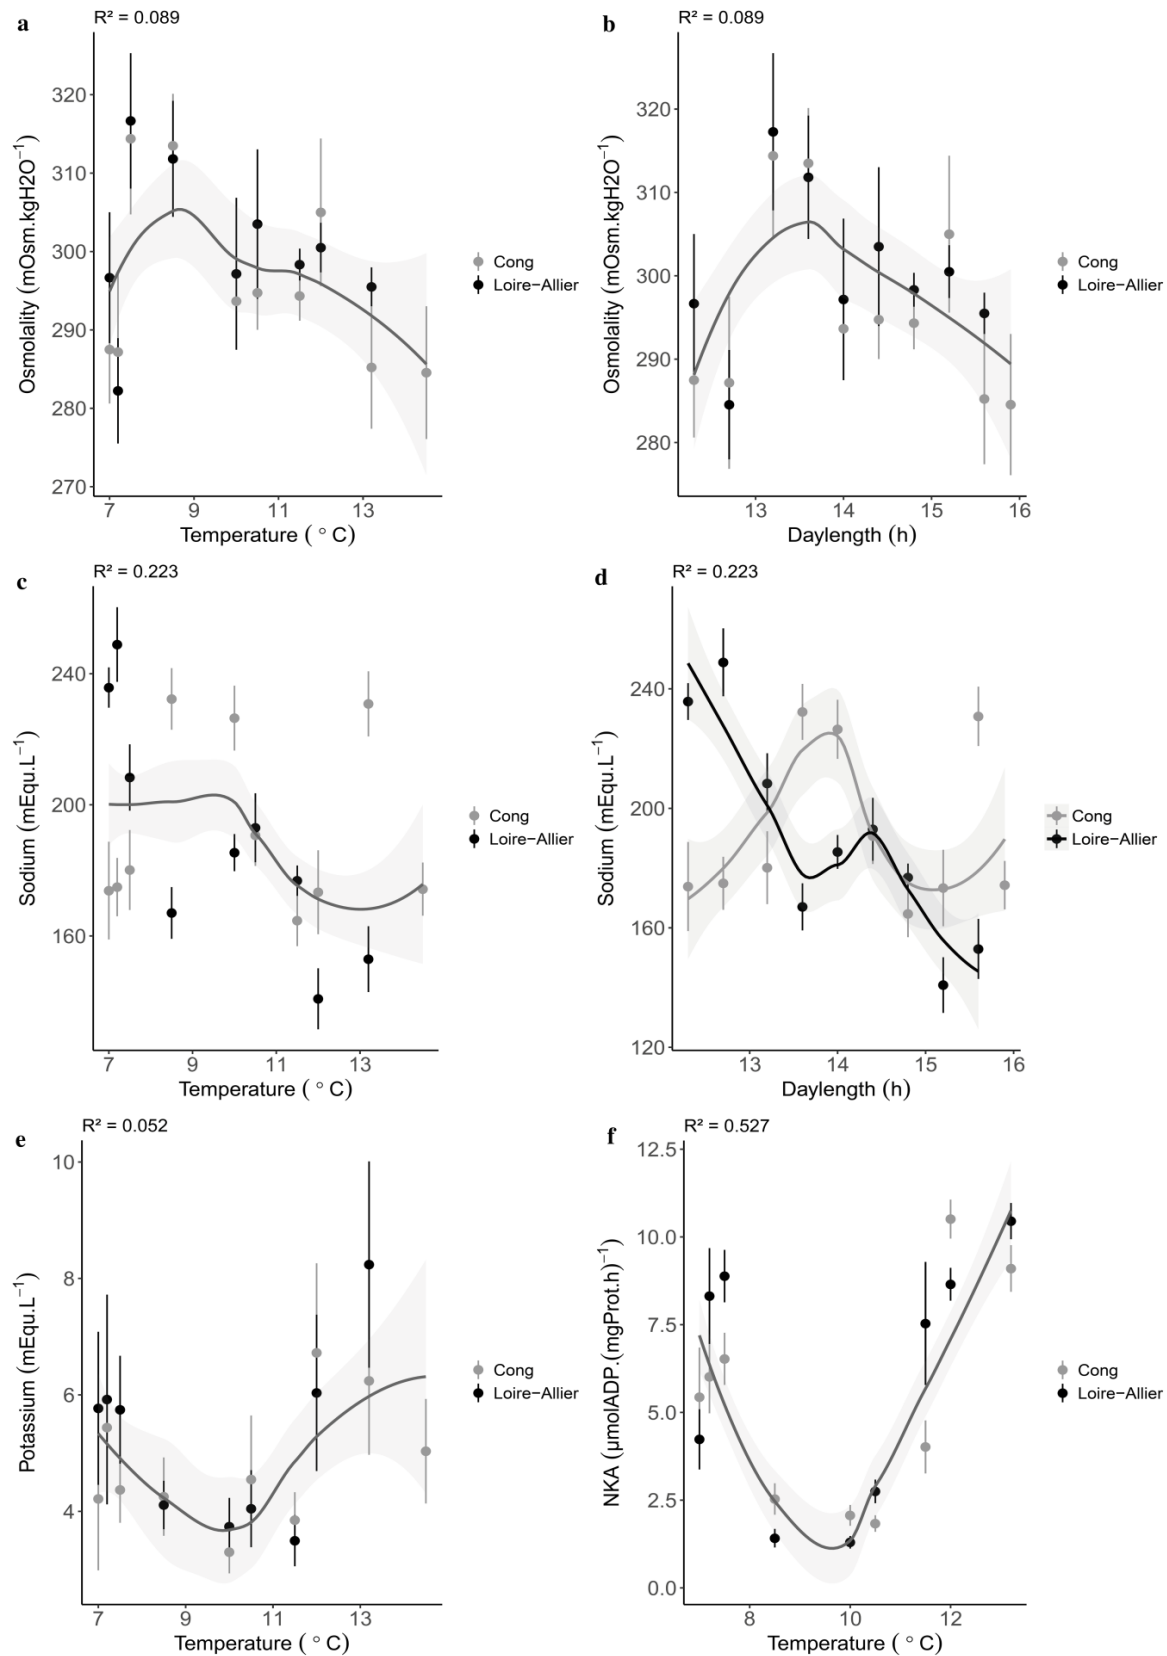 a
R² = 0.089
Osmolality (mOsm.kgH2O⁻¹)
320
310
300
290
280
270
7 9 11 13
Temperature (°C)
Cong
Loire−Allier
b
R² = 0.089
Osmolality (mOsm.kgH2O⁻¹)
320
310
300
290
280
13 14 15 16
Daylength (h)
Cong
Loire−Allier
c
R² = 0.223
Sodium (mEqu.L⁻¹)
240
200
160
7 9 11 13
Temperature (°C)
Cong
Loire−Allier
d
R² = 0.223
Sodium (mEqu.L⁻¹)
240
200
160
120
13 14 15 16
Daylength (h)
Cong
Loire−Allier
e
R² = 0.052
Potassium (mEqu.L⁻¹)
10
8
6
4
7 9 11 13
Temperature (°C)
Cong
Loire−Allier
f
R² = 0.527
NKA (µmolADP.(mgProt.h)⁻¹)
12.5
10.0
7.5
5.0
2.5
0.0
8 10 12
Temperature (°C)
Cong
Loire−Allier